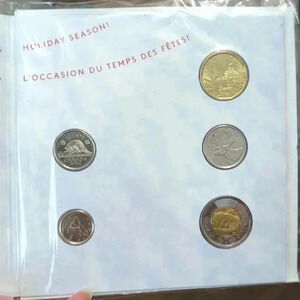 HOLIDAY SEASON!
L'OCCASION DU TEMPS DES FÊTES!